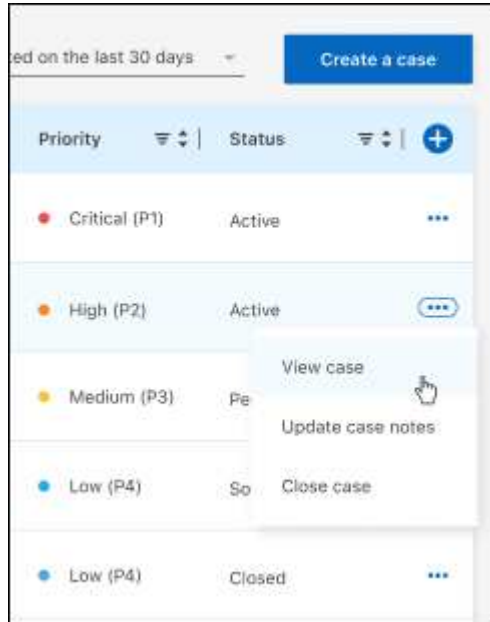 ted on the last 30 days
Create a case
Priority Status
Critical (P1) Active
High (P2) Active
View case
Medium (P3) Pe
Update case notes
Low (P4) So Close case
Low (P4) Closed